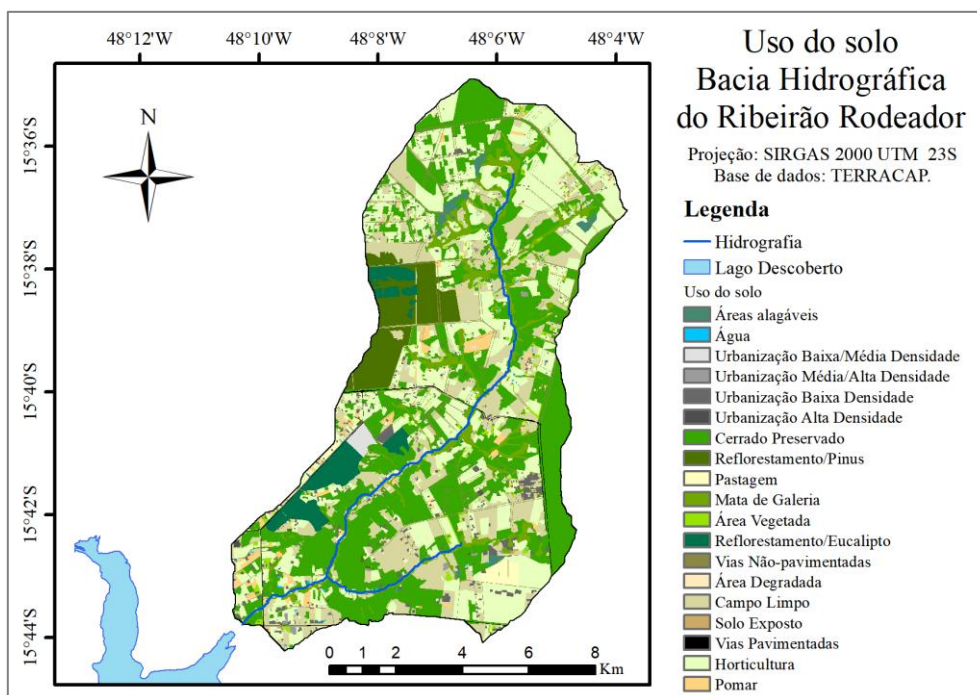 48°12'W 48°10'W 48°8'W 48°6'W 48°4'W
15°36'S
15°38'S
15°40'S
15°42'S
15°44'S
N
0 1 2 4 6 8
Km
Uso do solo
Bacia Hidrográfica
do Ribeirão Rodeador
Projeção: SIRGAS 2000 UTM 23S
Base de dados: TERRACAP.
Legenda
Hidrografia
Lago Descoberto
Uso do solo
Áreas alagáveis
Água
Urbanização Baixa/Média Densidade
Urbanização Média/Alta Densidade
Urbanização Baixa Densidade
Urbanização Alta Densidade
Cerrado Preservado
Reflorestamento/Pinus
Pastagem
Mata de Galeria
Área Vegetada
Reflorestamento/Eucalipto
Vias Não-pavimentadas
Área Degradada
Campo Limpo
Solo Exposto
Vias Pavimentadas
Horticultura
Pomar